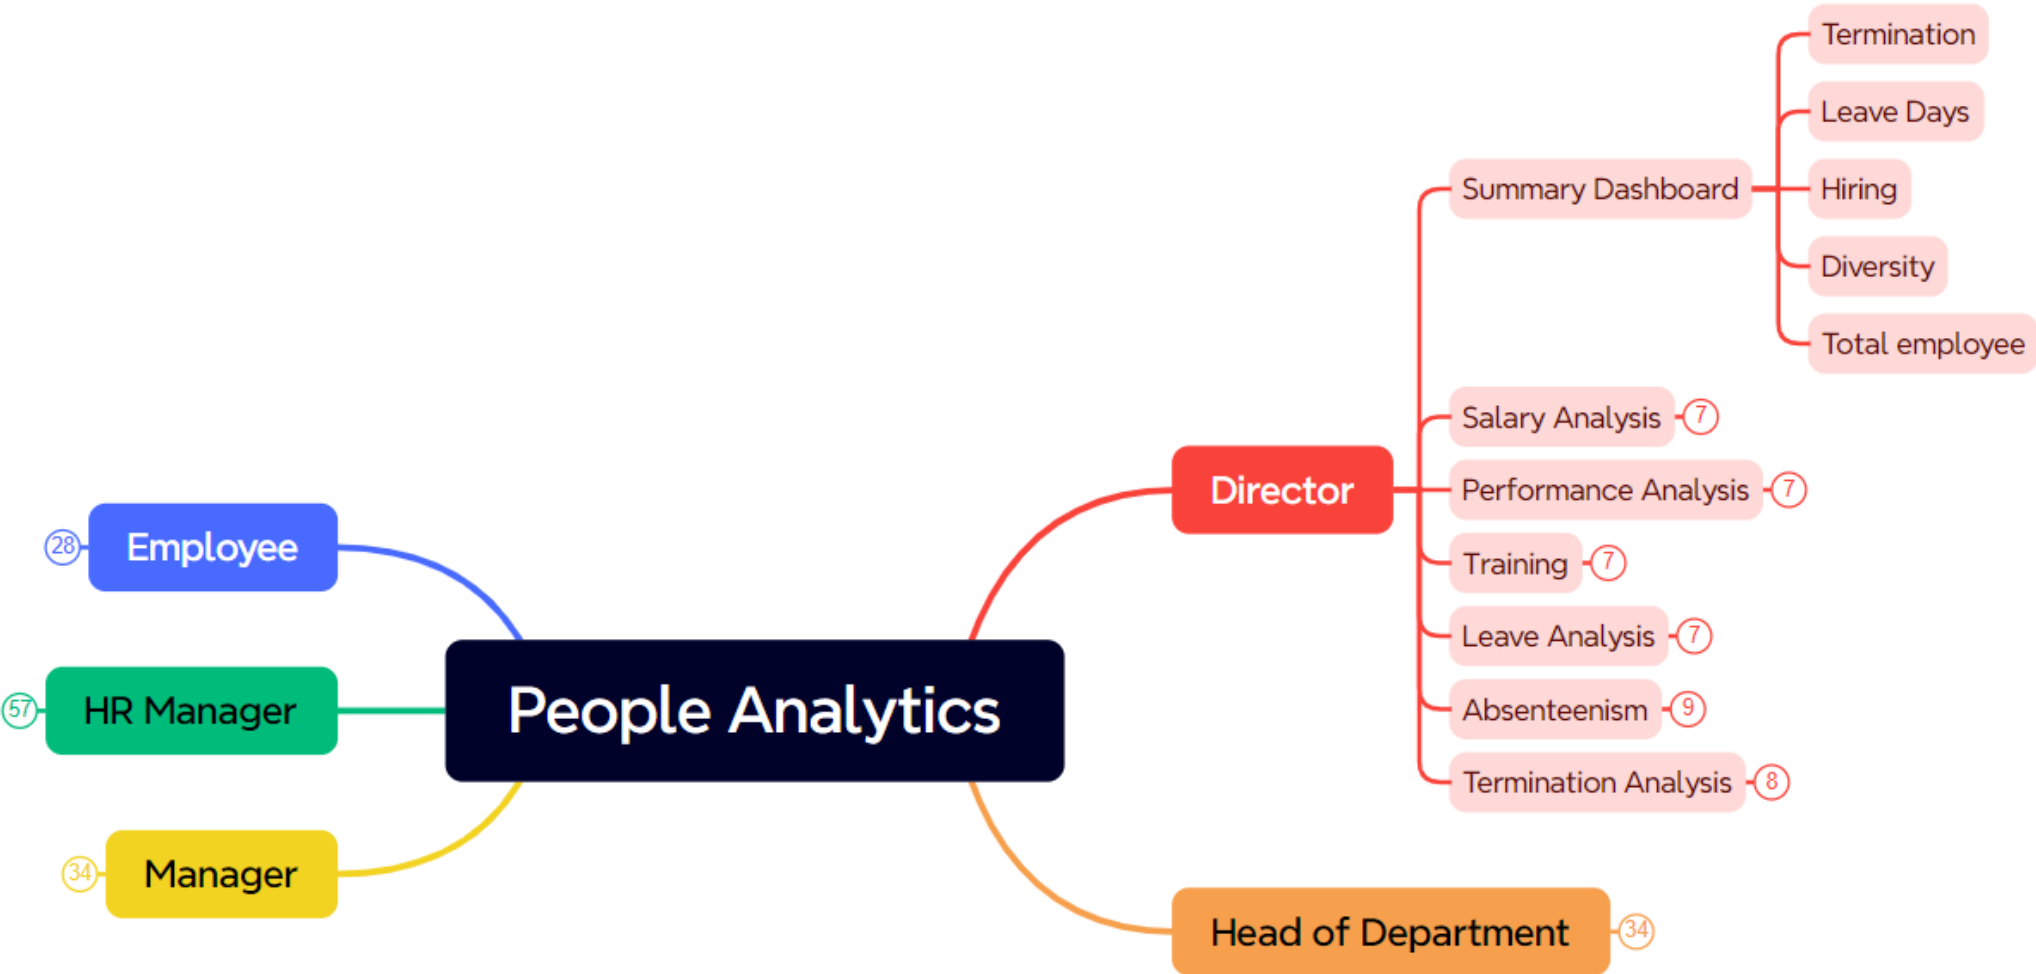 People Analytics
Director
Summary Dashboard
Termination
Leave Days
Hiring
Diversity
Total employee
Salary Analysis 7
Performance Analysis 7
Training 7
Leave Analysis 7
Absenteenism 9
Termination Analysis 8
Head of Department 34
28 Employee
57 HR Manager
34 Manager